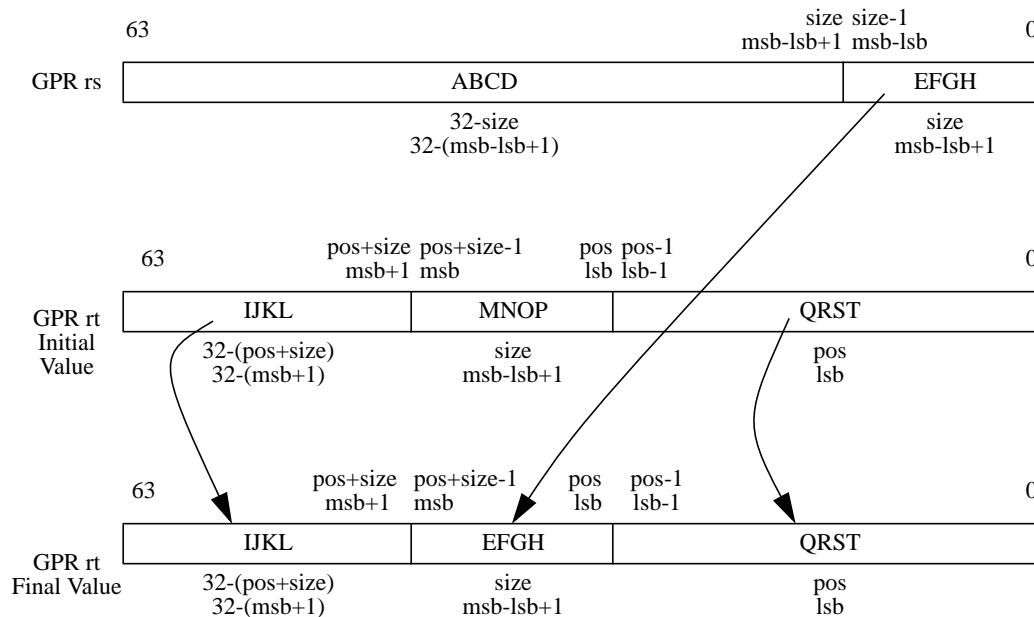 63 size size-1 0
msb-lsb+1 msb-lsb
GPR rs ABCD EFGH
32-size size
32-(msb-lsb+1) msb-lsb+1
63 pos+size pos+size-1 pos pos-1 0
msb+1 msb lsb lsb-1
GPR rt IJKL MNOP QRST
Initial
Value 32-(pos+size) size pos
32-(msb+1) msb-lsb+1 lsb
63 pos+size pos+size-1 pos pos-1 0
msb+1 msb lsb lsb-1
GPR rt IJKL EFGH QRST
Final Value 32-(pos+size) size pos
32-(msb+1) msb-lsb+1 lsb